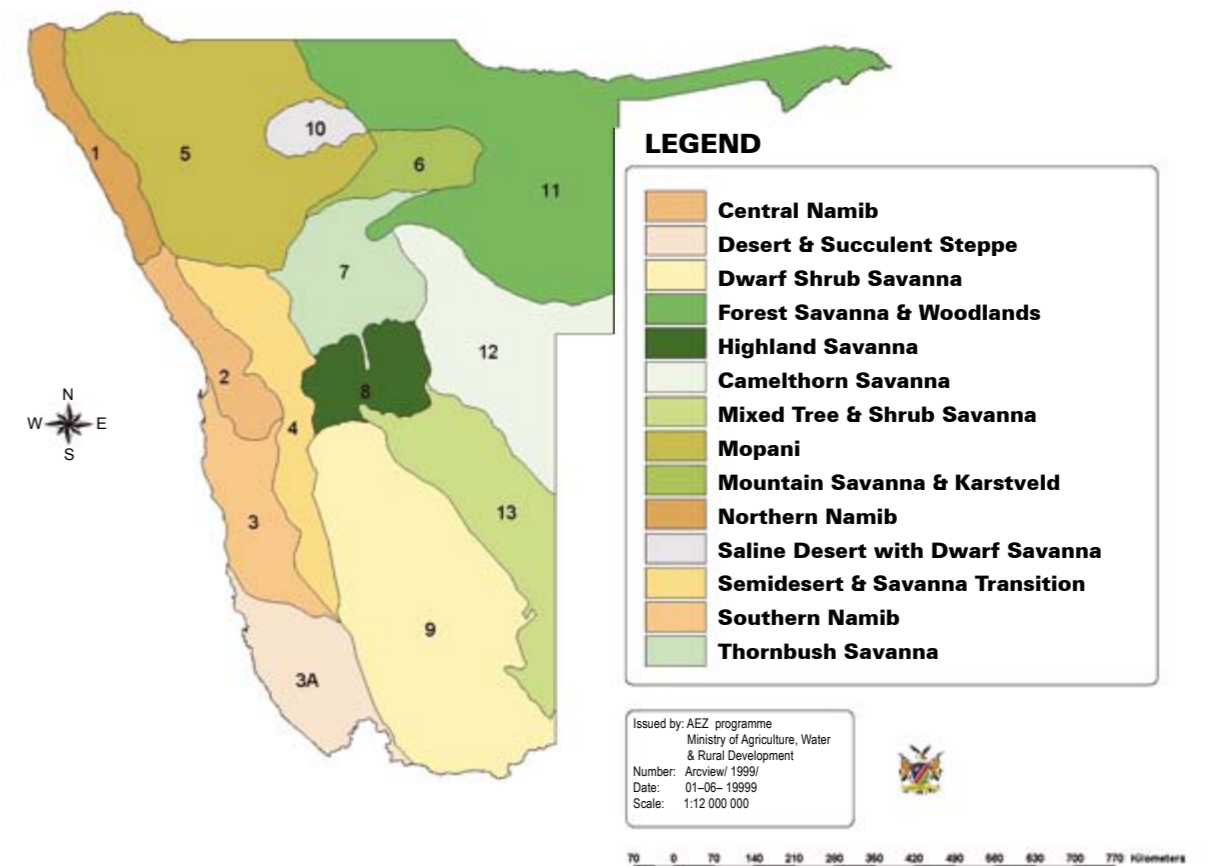 10
1
5
6
11
7
12
N
W E
S
2
8
4
3
13
9
3A
LEGEND
Central Namib
Desert & Succulent Steppe
Dwarf Shrub Savanna
Forest Savanna & Woodlands
Highland Savanna
Camelthorn Savanna
Mixed Tree & Shrub Savanna
Mopani
Mountain Savanna & Karstveld
Northern Namib
Saline Desert with Dwarf Savanna
Semidesert & Savanna Transition
Southern Namib
Thornbush Savanna
Issued by: AEZ programme
Ministry of Agriculture, Water
& Rural Development
Number: Arcview/ 1999/
Date: 01–06– 19999
Scale: 1:12 000 000
70 0 70 140 210 280 350 420 490 560 630 700 770 Kilometers